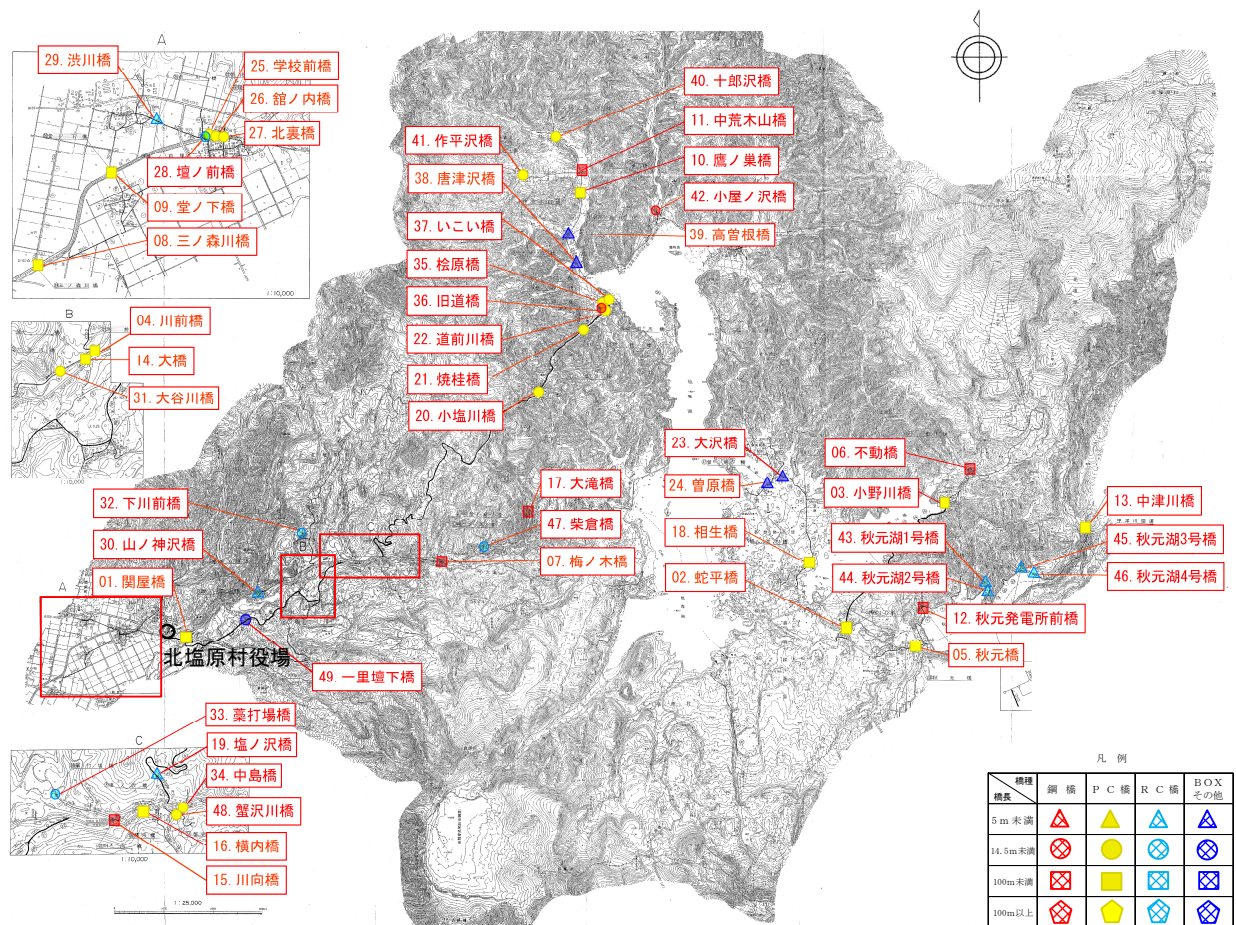 A
29. 渋川橋
25. 学校前橋
26. 舘ノ内橋
27. 北裏橋
28. 壇ノ前橋
09. 堂ノ下橋
08. 三ノ森川橋
1:10,000
B
04. 川前橋
14. 大橋
31. 大谷川橋
1:10,000
40. 十郎沢橋
11. 中荒木山橋
41. 作平沢橋
10. 鷹ノ巣橋
38. 唐津沢橋
42. 小屋ノ沢橋
37. いこい橋
39. 高曽根橋
35. 桧原橋
36. 旧道橋
22. 道前川橋
21. 焼桂橋
20. 小塩川橋
23. 大沢橋
24. 曽原橋
06. 不動橋
03. 小野川橋
13. 中津川橋
17. 大滝橋
47. 柴倉橋
07. 梅ノ木橋
18. 相生橋
02. 蛇平橋
43. 秋元湖1号橋
44. 秋元湖2号橋
45. 秋元湖3号橋
46. 秋元湖4号橋
12. 秋元発電所前橋
05. 秋元橋
32. 下川前橋
30. 山ノ神沢橋
01. 関屋橋
A
B
北塩原村役場
49. 一里壇下橋
C
33. 藁打場橋
19. 塩ノ沢橋
34. 中島橋
48. 蟹沢川橋
16. 横内橋
15. 川向橋
1:10,000
1:25,000
凡 例
橋種
橋長
鋼 橋
P C 橋
R C 橋
BOX
その他
5m未満
14.5m未満
100m未満
100m以上